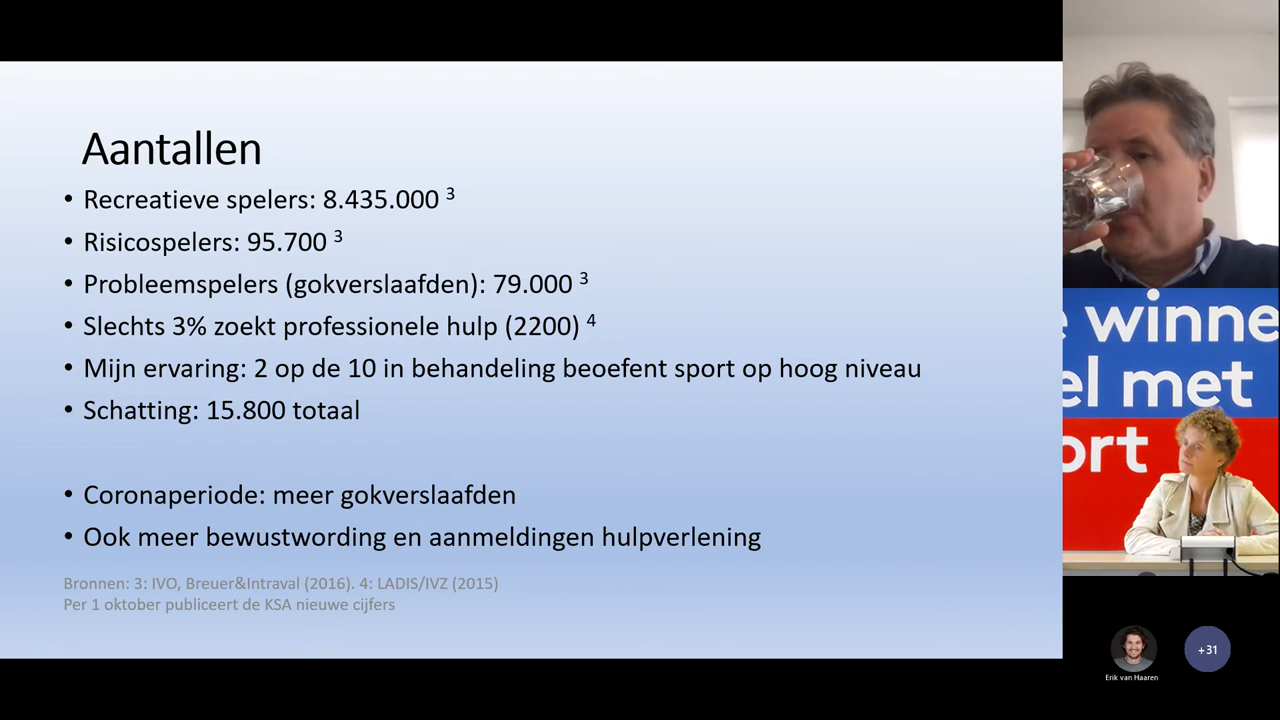 Aantallen
• Recreatieve spelers: 8.435.000 ³
• Risicospelers: 95.700 ³
• Probleemspelers (gokverslaafden): 79.000 ³
• Slechts 3% zoekt professionele hulp (2200) ⁴
• Mijn ervaring: 2 op de 10 in behandeling beoefent sport op hoog niveau
• Schatting: 15.800 totaal
• Coronaperiode: meer gokverslaafden
• Ook meer bewustwording en aanmeldingen hulpverlening
Bronnen: 3: IVO, Breuer&Intraval (2016). 4: LADIS/IVZ (2015)
Per 1 oktober publiceert de KSA nieuwe cijfers
e winne
el met
ort
Erik van Haaren
+31